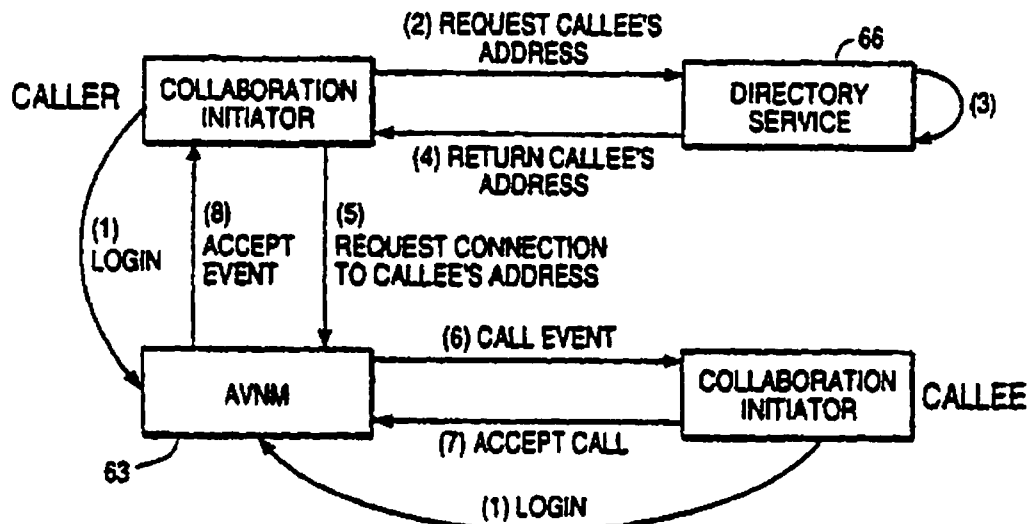 (2) REQUEST CALLEE'S
ADDRESS
66
CALLER
COLLABORATION
INITIATOR
DIRECTORY
SERVICE
(3)
(4) RETURN CALLEE'S
ADDRESS
(1)
LOGIN
(8)
ACCEPT
EVENT
(5)
REQUEST CONNECTION
TO CALLEE'S ADDRESS
(6) CALL EVENT
AVNM
COLLABORATION
INITIATOR
CALLEE
(7) ACCEPT CALL
63
(1) LOGIN